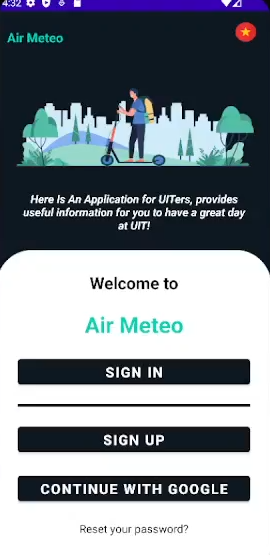 4:32
Air Meteo
Here Is An Application for UITers, provides
useful information for you to have a great day
at UIT!
Welcome to
Air Meteo
SIGN IN
SIGN UP
CONTINUE WITH GOOGLE
Reset your password?